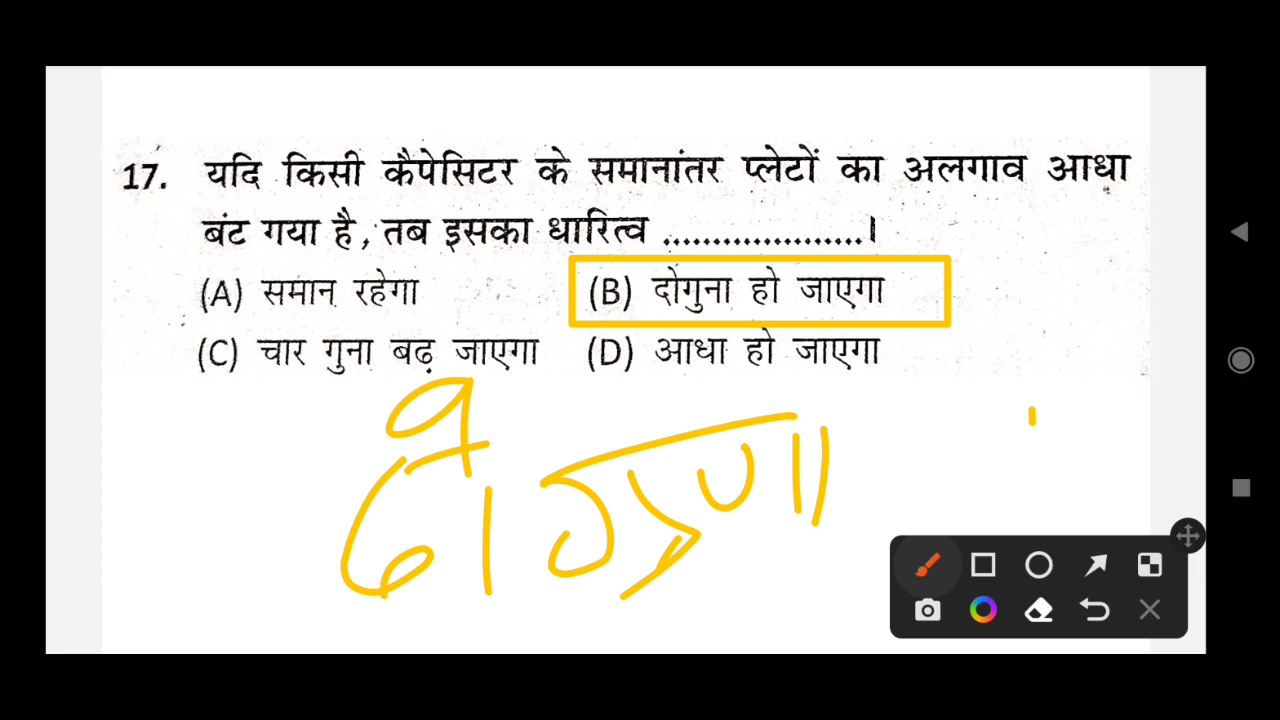 17. यदि किसी कैपेसिटर के समानांतर प्लेटों का अलगाव आधा
बंट गया है, तब इसका धारित्व .....................।
(A) समान रहेगा (B) दोगुना हो जाएगा
(C) चार गुना बढ़ जाएगा (D) आधा हो जाएगा